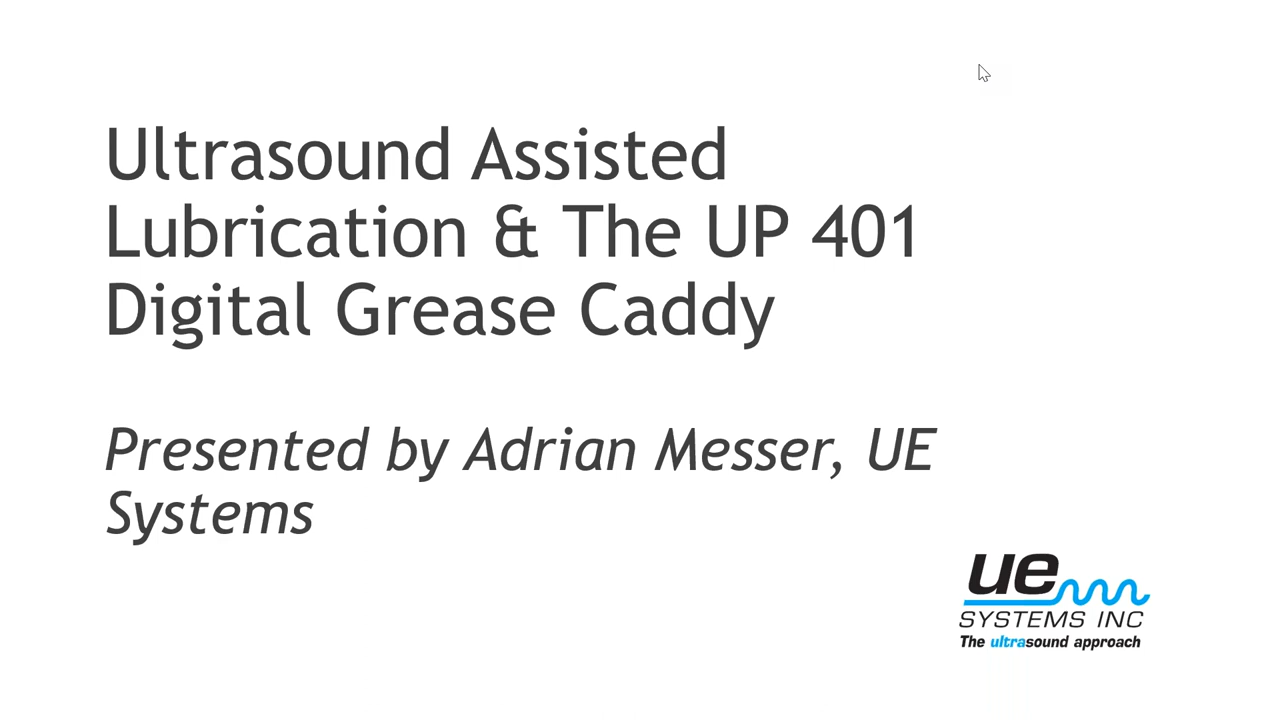 Ultrasound Assisted
Lubrication & The UP 401
Digital Grease Caddy
Presented by Adrian Messer, UE
Systems
ue
SYSTEMS INC
The ultrasound approach